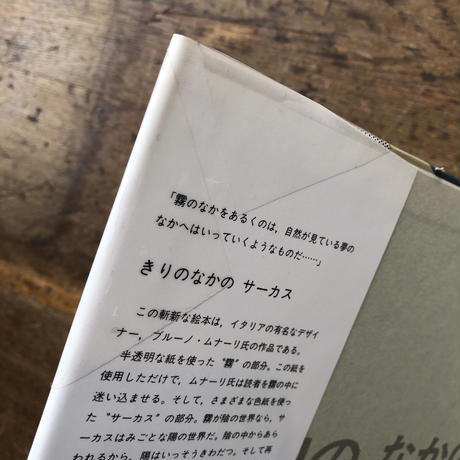 「霧のなかをあるくのは，自然が見ている夢の
なかへはいっていくようなものだ……」
きりのなかの サーカス
この斬新な絵本は，イタリアの有名なデザイ
ナー，ブルーノ・ムナーリ氏の作品である。
半透明な紙を使った“霧”の部分。この紙を
使用しただけで，ムナーリ氏は読者を霧の中に
迷い込ませる。そして，さまざまな色紙を使っ
た“サーカス”の部分。霧が陰の世界なら，サ
ーカスはみごとな陽の世界だ。陰の中からあら
われるから，陽はいっそうきわだつ。そして再
りの なかの